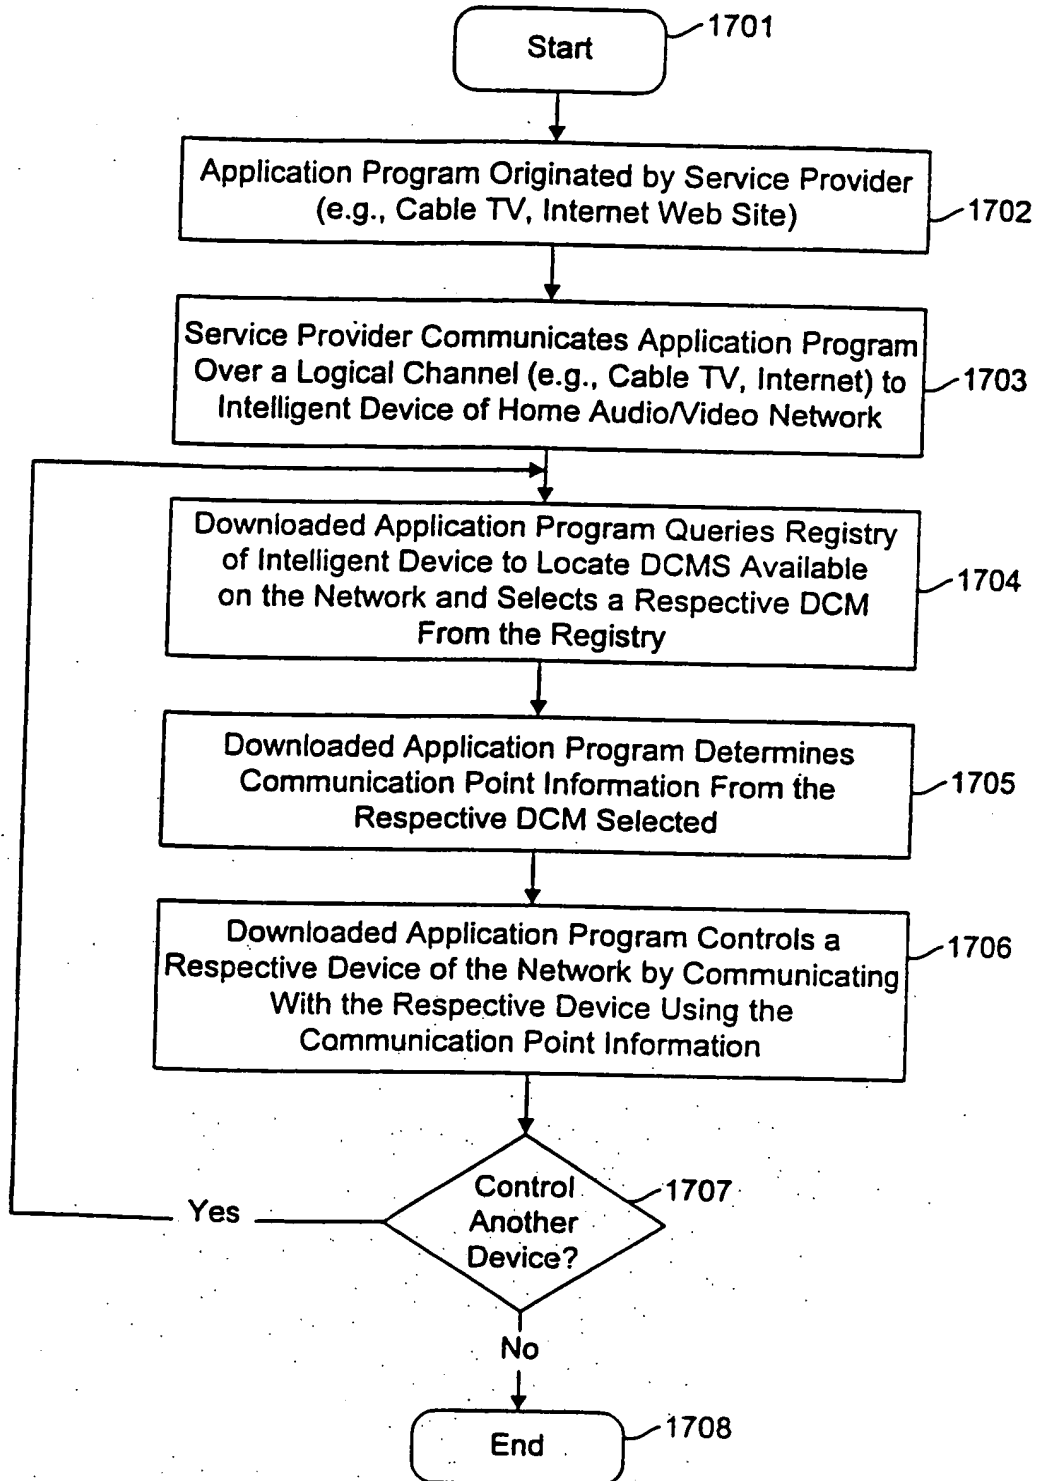 Start
1701
Application Program Originated by Service Provider
(e.g., Cable TV, Internet Web Site)
1702
Service Provider Communicates Application Program
Over a Logical Channel (e.g., Cable TV, Internet) to
Intelligent Device of Home Audio/Video Network
1703
Downloaded Application Program Queries Registry
of Intelligent Device to Locate DCMS Available
on the Network and Selects a Respective DCM
From the Registry
1704
Downloaded Application Program Determines
Communication Point Information From the
Respective DCM Selected
1705
Downloaded Application Program Controls a
Respective Device of the Network by Communicating
With the Respective Device Using the
Communication Point Information
1706
Control
Another
Device?
1707
Yes
No
End
1708